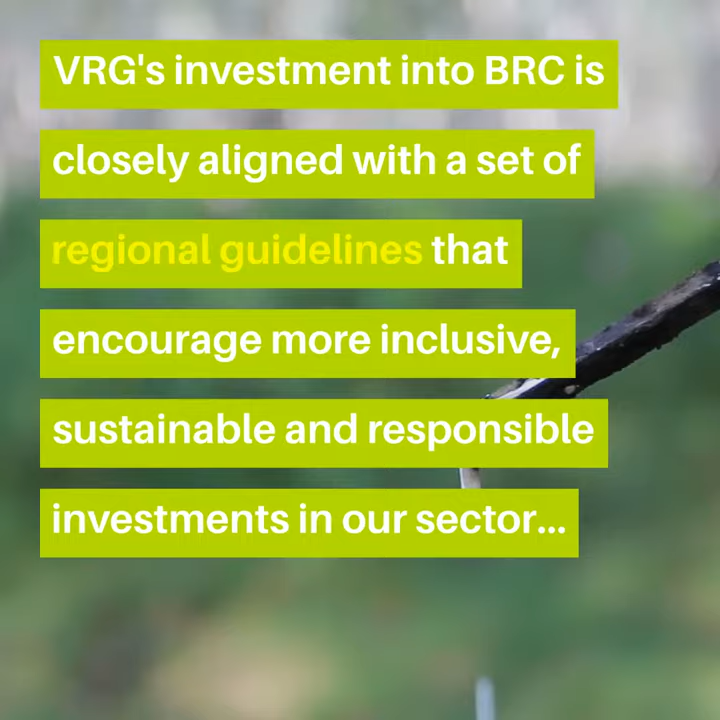 VRG's investment into BRC is
closely aligned with a set of
regional guidelines that
encourage more inclusive,
sustainable and responsible
investments in our sector...